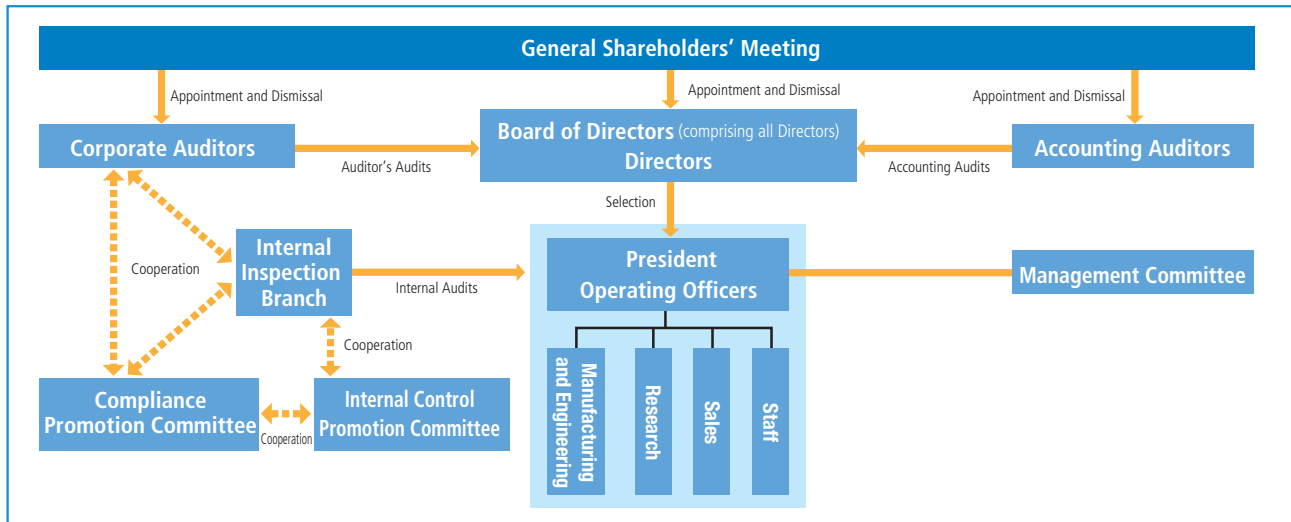 General Shareholders’ Meeting
Appointment and Dismissal
Appointment and Dismissal
Appointment and Dismissal
Corporate Auditors
Auditor’s Audits
Board of Directors (comprising all Directors)
Directors
Accounting Audits
Accounting Auditors
Selection
Cooperation
Internal
Inspection
Branch
Internal Audits
President
Operating Officers
Management Committee
Cooperation
Compliance
Promotion Committee
Cooperation
Internal Control
Promotion Committee
Manufacturing
and Engineering
Research
Sales
Staff